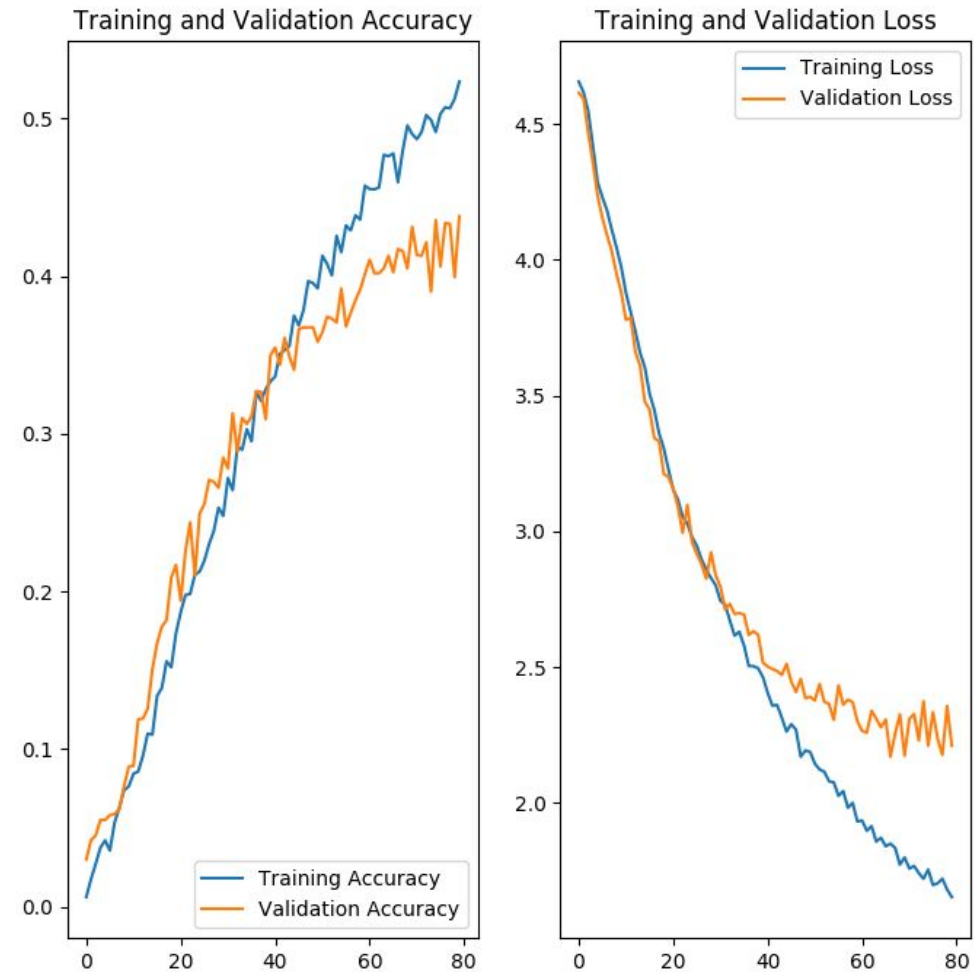 Training and Validation Accuracy
0.5
0.4
0.3
0.2
0.1
0.0
Training Accuracy
Validation Accuracy
0 20 40 60 80
Training and Validation Loss
Training Loss
Validation Loss
4.5
4.0
3.5
3.0
2.5
2.0
0 20 40 60 80